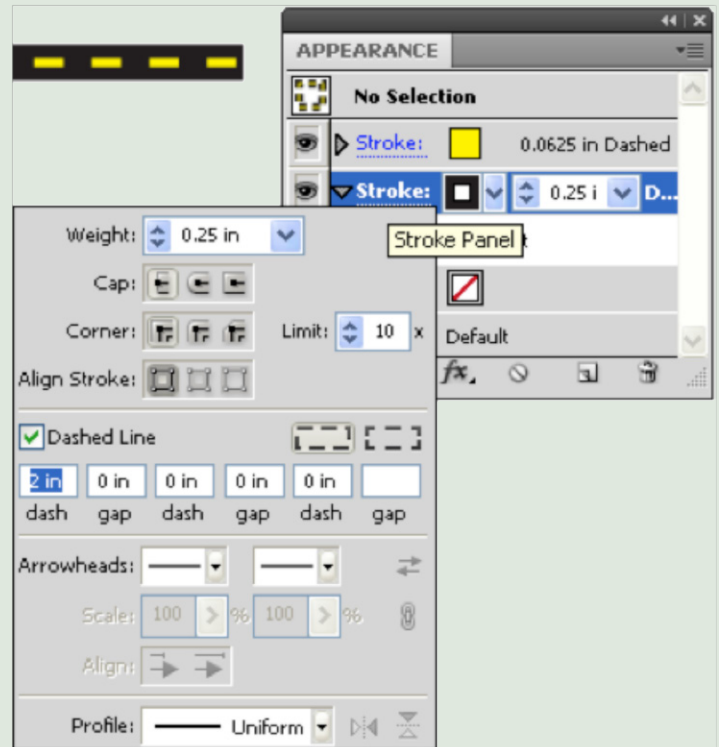 APPEARANCE
No Selection
Stroke: 0.0625 in Dashed
Stroke: 0.25 i D...
Stroke Panel
Default
fx.
Weight: 0.25 in
Cap:
Corner: Limit: 10 x
Align Stroke:
Dashed Line
2 in 0 in 0 in 0 in 0 in
dash gap dash gap dash gap
Arrowheads:
Scale: 100 % 100 %
Align:
Profile: Uniform